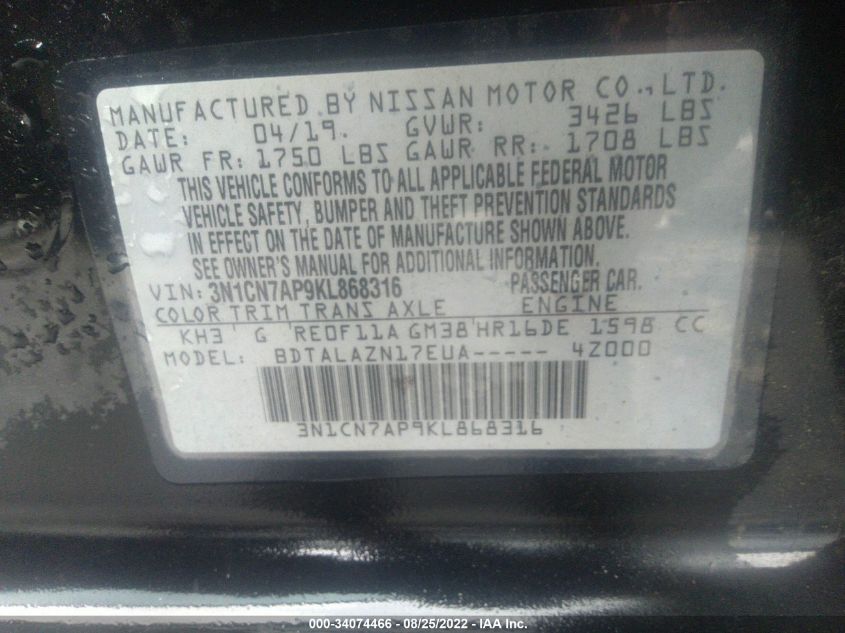 MANUFACTURED BY NISSAN MOTOR CO.,LTD.
DATE: 04/19. GVWR: 3426 LBS
GAWR FR: 1750 LBS GAWR RR: 1708 LBS
THIS VEHICLE CONFORMS TO ALL APPLICABLE FEDERAL MOTOR
VEHICLE SAFETY, BUMPER AND THEFT PREVENTION STANDARDS
IN EFFECT ON THE DATE OF MANUFACTURE SHOWN ABOVE.
SEE OWNER'S MANUAL FOR ADDITIONAL INFORMATION.
VIN: 3N1CN7AP9KL868316 PASSENGER CAR.
COLOR TRIM TRANS AXLE ENGINE
KH3 G RE0F11A GM38 HR16DE 1598 CC
MODEL: BDTALAZN17EUA----- 4Z000
3N1CN7AP9KL868316
000-34074466 - 08/25/2022 - IAA Inc.